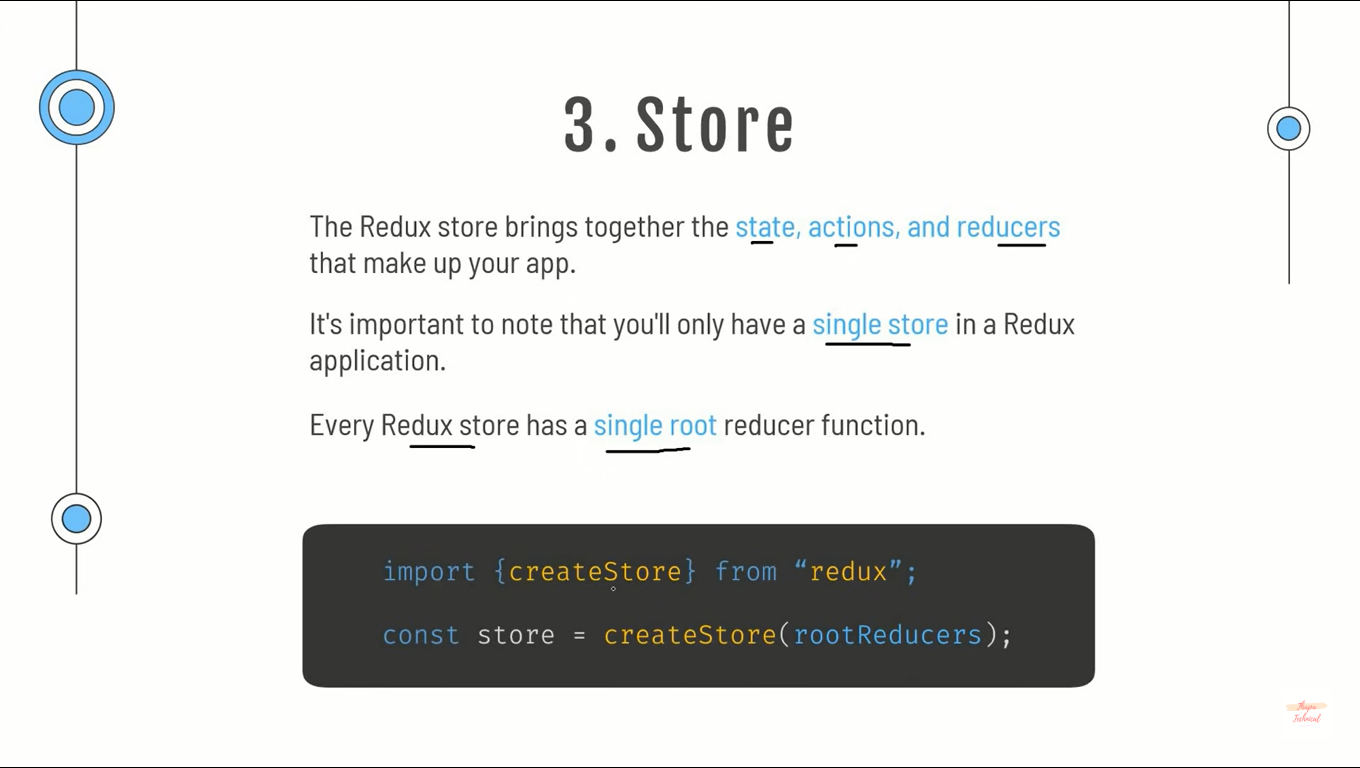 3. Store
The Redux store brings together the state, actions, and reducers
that make up your app.
It's important to note that you'll only have a single store in a Redux
application.
Every Redux store has a single root reducer function.
import {createStore} from “redux”;
const store = createStore(rootReducers);
Thapa
Technical